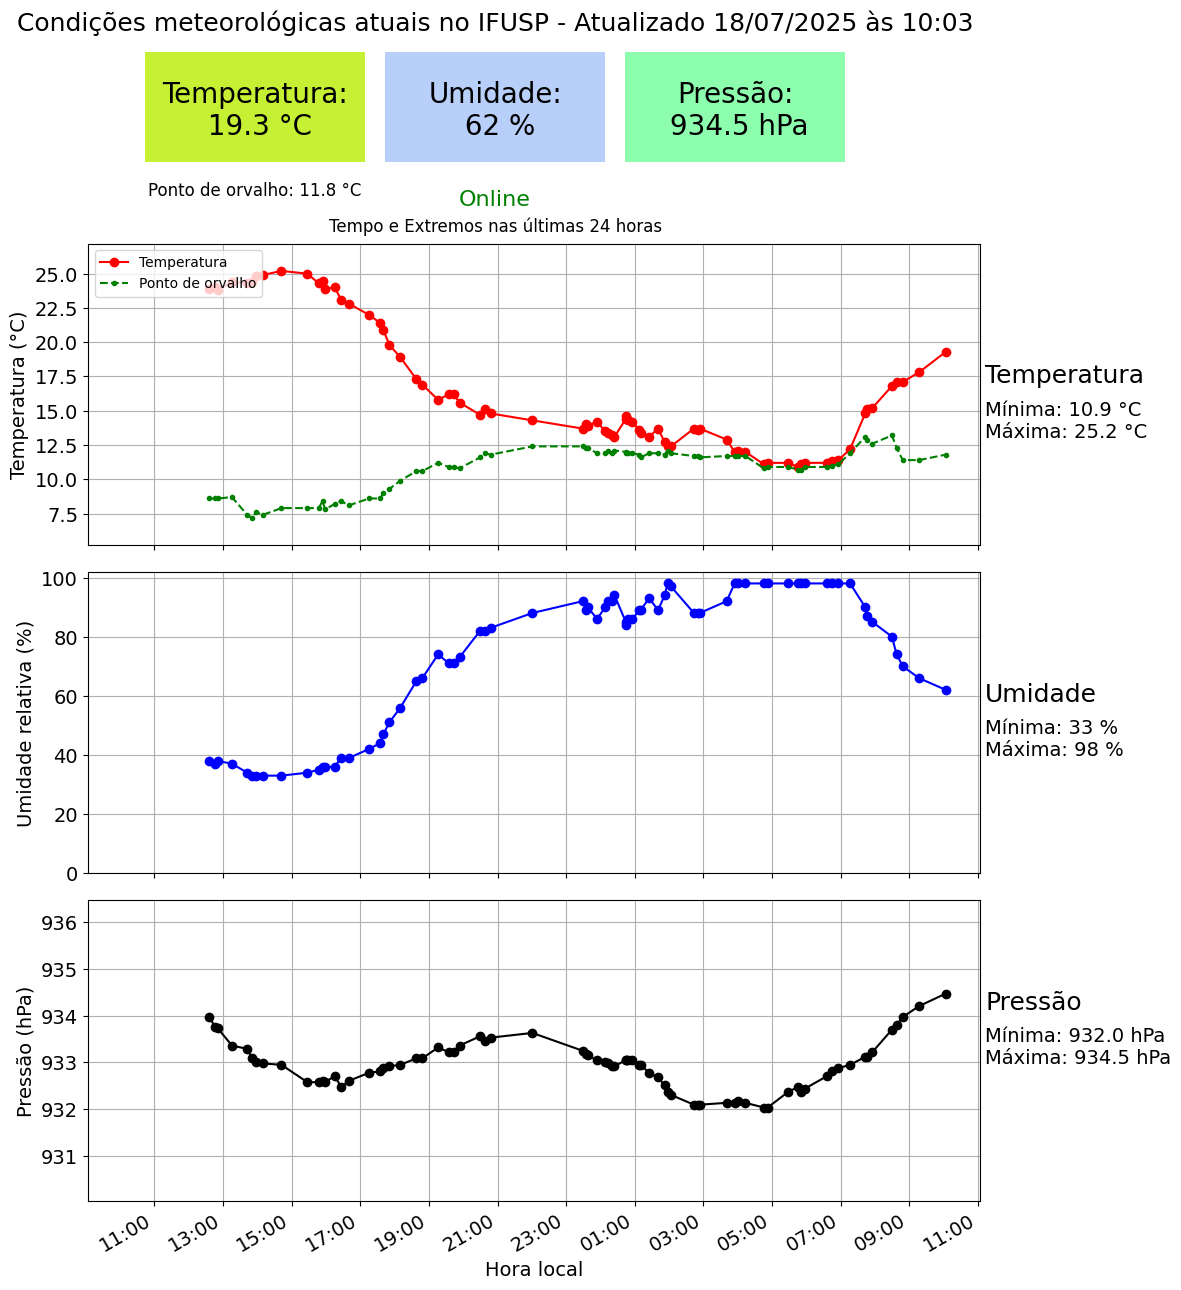 Condições meteorológicas atuais no IFUSP - Atualizado 18/07/2025 às 10:03
Temperatura:
19.3 °C
Umidade:
62 %
Pressão:
934.5 hPa
Ponto de orvalho: 11.8 °C
Online
Tempo e Extremos nas últimas 24 horas
Temperatura (°C)
25.0
22.5
20.0
17.5
15.0
12.5
10.0
7.5
Temperatura
Ponto de orvalho
Temperatura
Mínima: 10.9 °C
Máxima: 25.2 °C
Umidade relativa (%)
100
80
60
40
20
0
Umidade
Mínima: 33 %
Máxima: 98 %
Pressão (hPa)
936
935
934
933
932
931
Pressão
Mínima: 932.0 hPa
Máxima: 934.5 hPa
11:00
13:00
15:00
17:00
19:00
21:00
23:00
01:00
03:00
05:00
07:00
09:00
11:00
Hora local